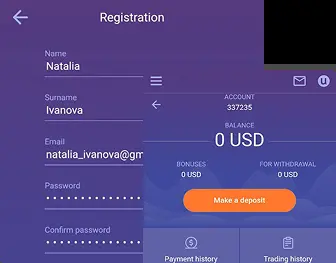 Registration
Name
Natalia
Surname
Ivanova
Email
natalia_ivanova@gm
Password
Confirm password
ACCOUNT
337235
BALANCE
0 USD
BONUSES
FOR WITHDRAWAL
0 USD
0 USD
Make a deposit
Payment history
Trading history